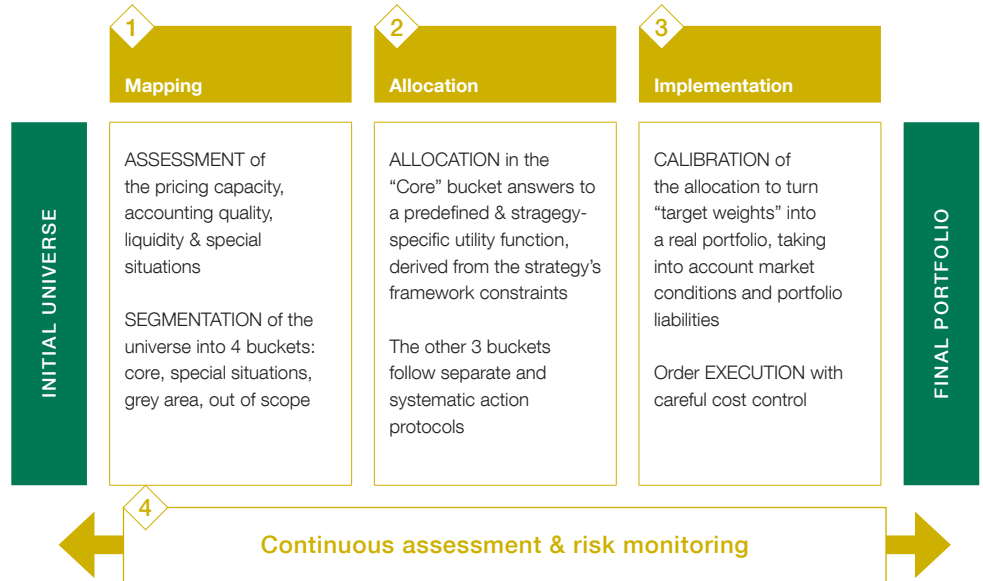 1
Mapping
2
Allocation
3
Implementation
INITIAL UNIVERSE
ASSESSMENT of
the pricing capacity,
accounting quality,
liquidity & special
situations
SEGMENTATION of the
universe into 4 buckets:
core, special situations,
grey area, out of scope
ALLOCATION in the
“Core” bucket answers to
a predefined & stragegy-
specific utility function,
derived from the strategy’s
framework constraints
The other 3 buckets
follow separate and
systematic action
protocols
CALIBRATION of
the allocation to turn
“target weights” into
a real portfolio, taking
into account market
conditions and portfolio
liabilities
Order EXECUTION with
careful cost control
FINAL PORTFOLIO
4
Continuous assessment & risk monitoring